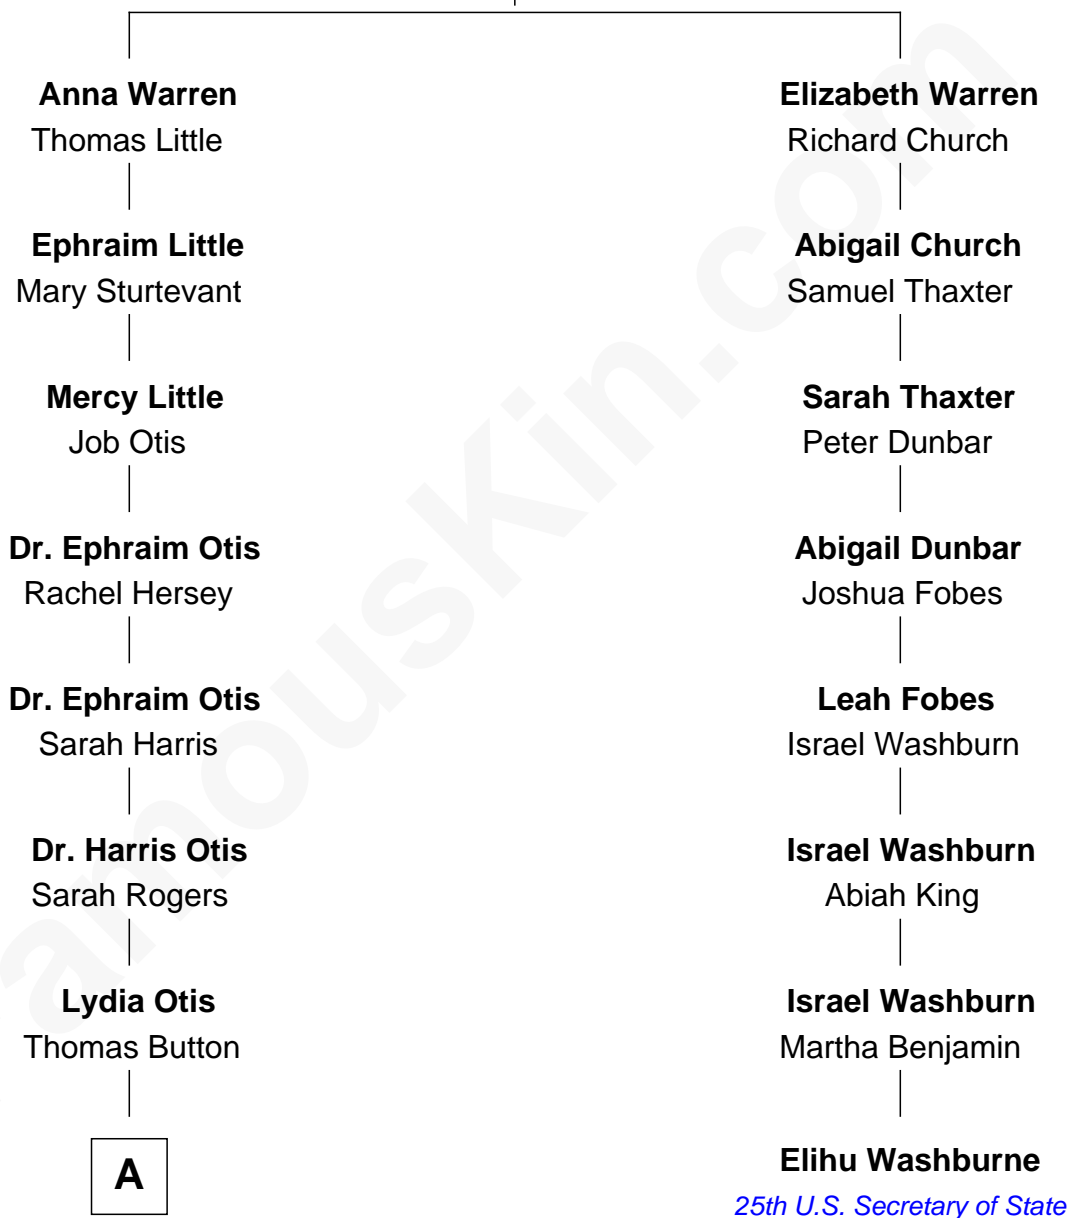 Anna Warren
Thomas Little
Ephraim Little
Mary Sturtevant
Mercy Little
Job Otis
Dr. Ephraim Otis
Rachel Hersey
Dr. Ephraim Otis
Sarah Harris
Dr. Harris Otis
Sarah Rogers
Lydia Otis
Thomas Button
A
Elizabeth Warren
Richard Church
Abigail Church
Samuel Thaxter
Sarah Thaxter
Peter Dunbar
Abigail Dunbar
Joshua Fobes
Leah Fobes
Israel Washburn
Israel Washburn
Abiah King
Israel Washburn
Martha Benjamin
Elihu Washburne
25th U.S. Secretary of State
amouskin.com